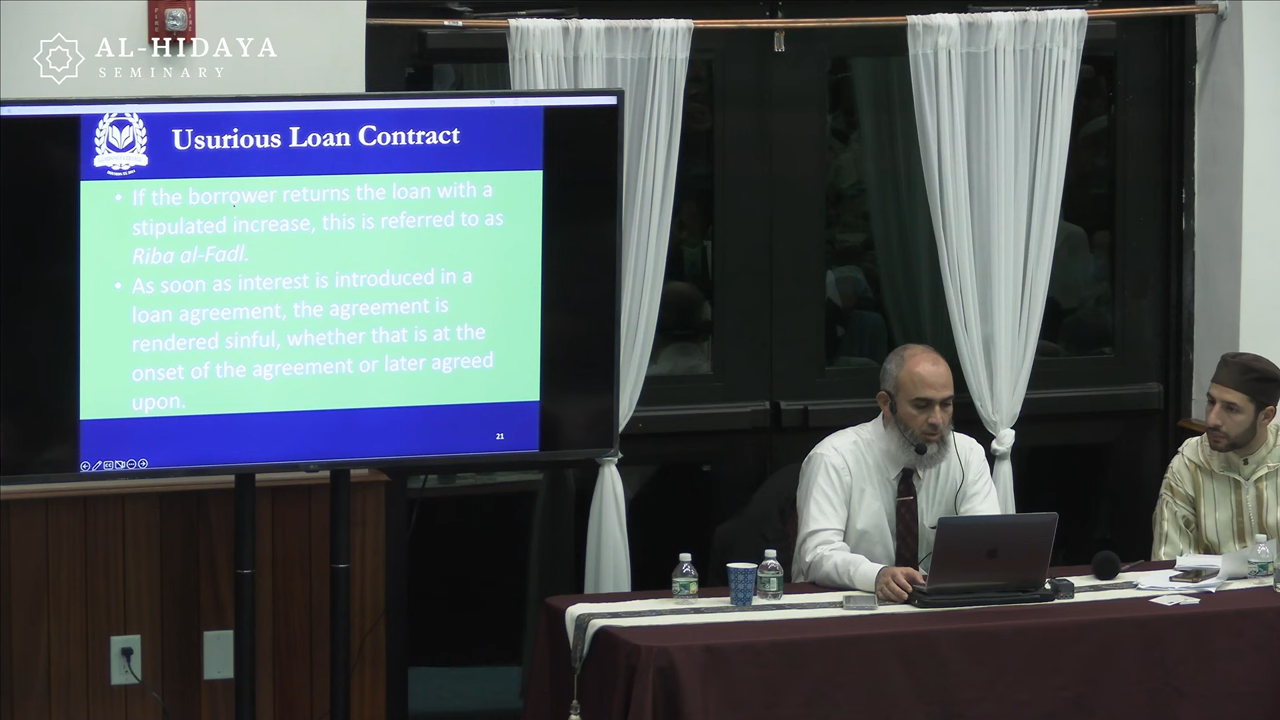 AL-HIDAYA
SEMINARY
Usurious Loan Contract
• If the borrower returns the loan with a
stipulated increase, this is referred to as
Riba al-Fadl.
• As soon as interest is introduced in a
loan agreement, the agreement is
rendered sinful, whether that is at the
onset of the agreement or later agreed
upon.
21